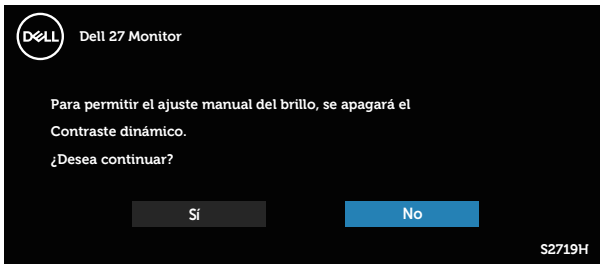 DELL
Dell 27 Monitor
Para permitir el ajuste manual del brillo, se apagará el
Contraste dinámico.
¿Desea continuar?
Sí No
S2719H